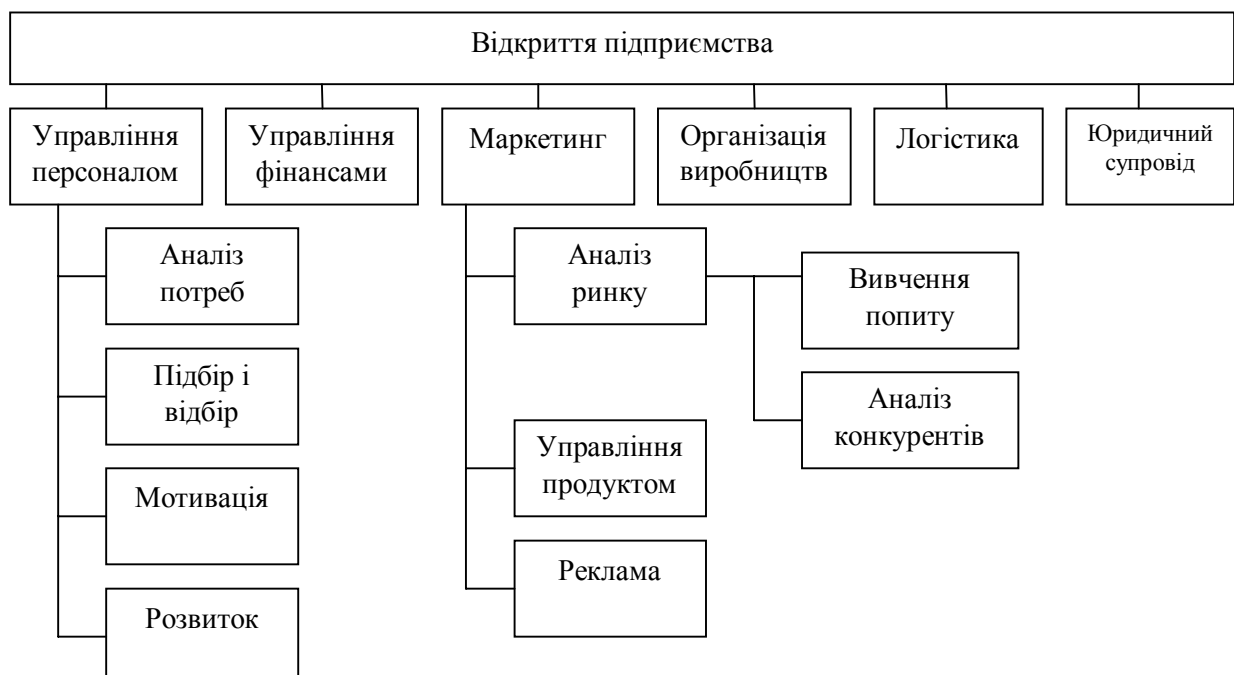 Відкриття підприємства
Управління
персоналом
Управління
фінансами
Маркетинг
Організація
виробництв
Логістика
Юридичний
супровід
Аналіз
потреб
Підбір і
відбір
Мотивація
Розвиток
Аналіз
ринку
Управління
продуктом
Реклама
Вивчення
попиту
Аналіз
конкурентів